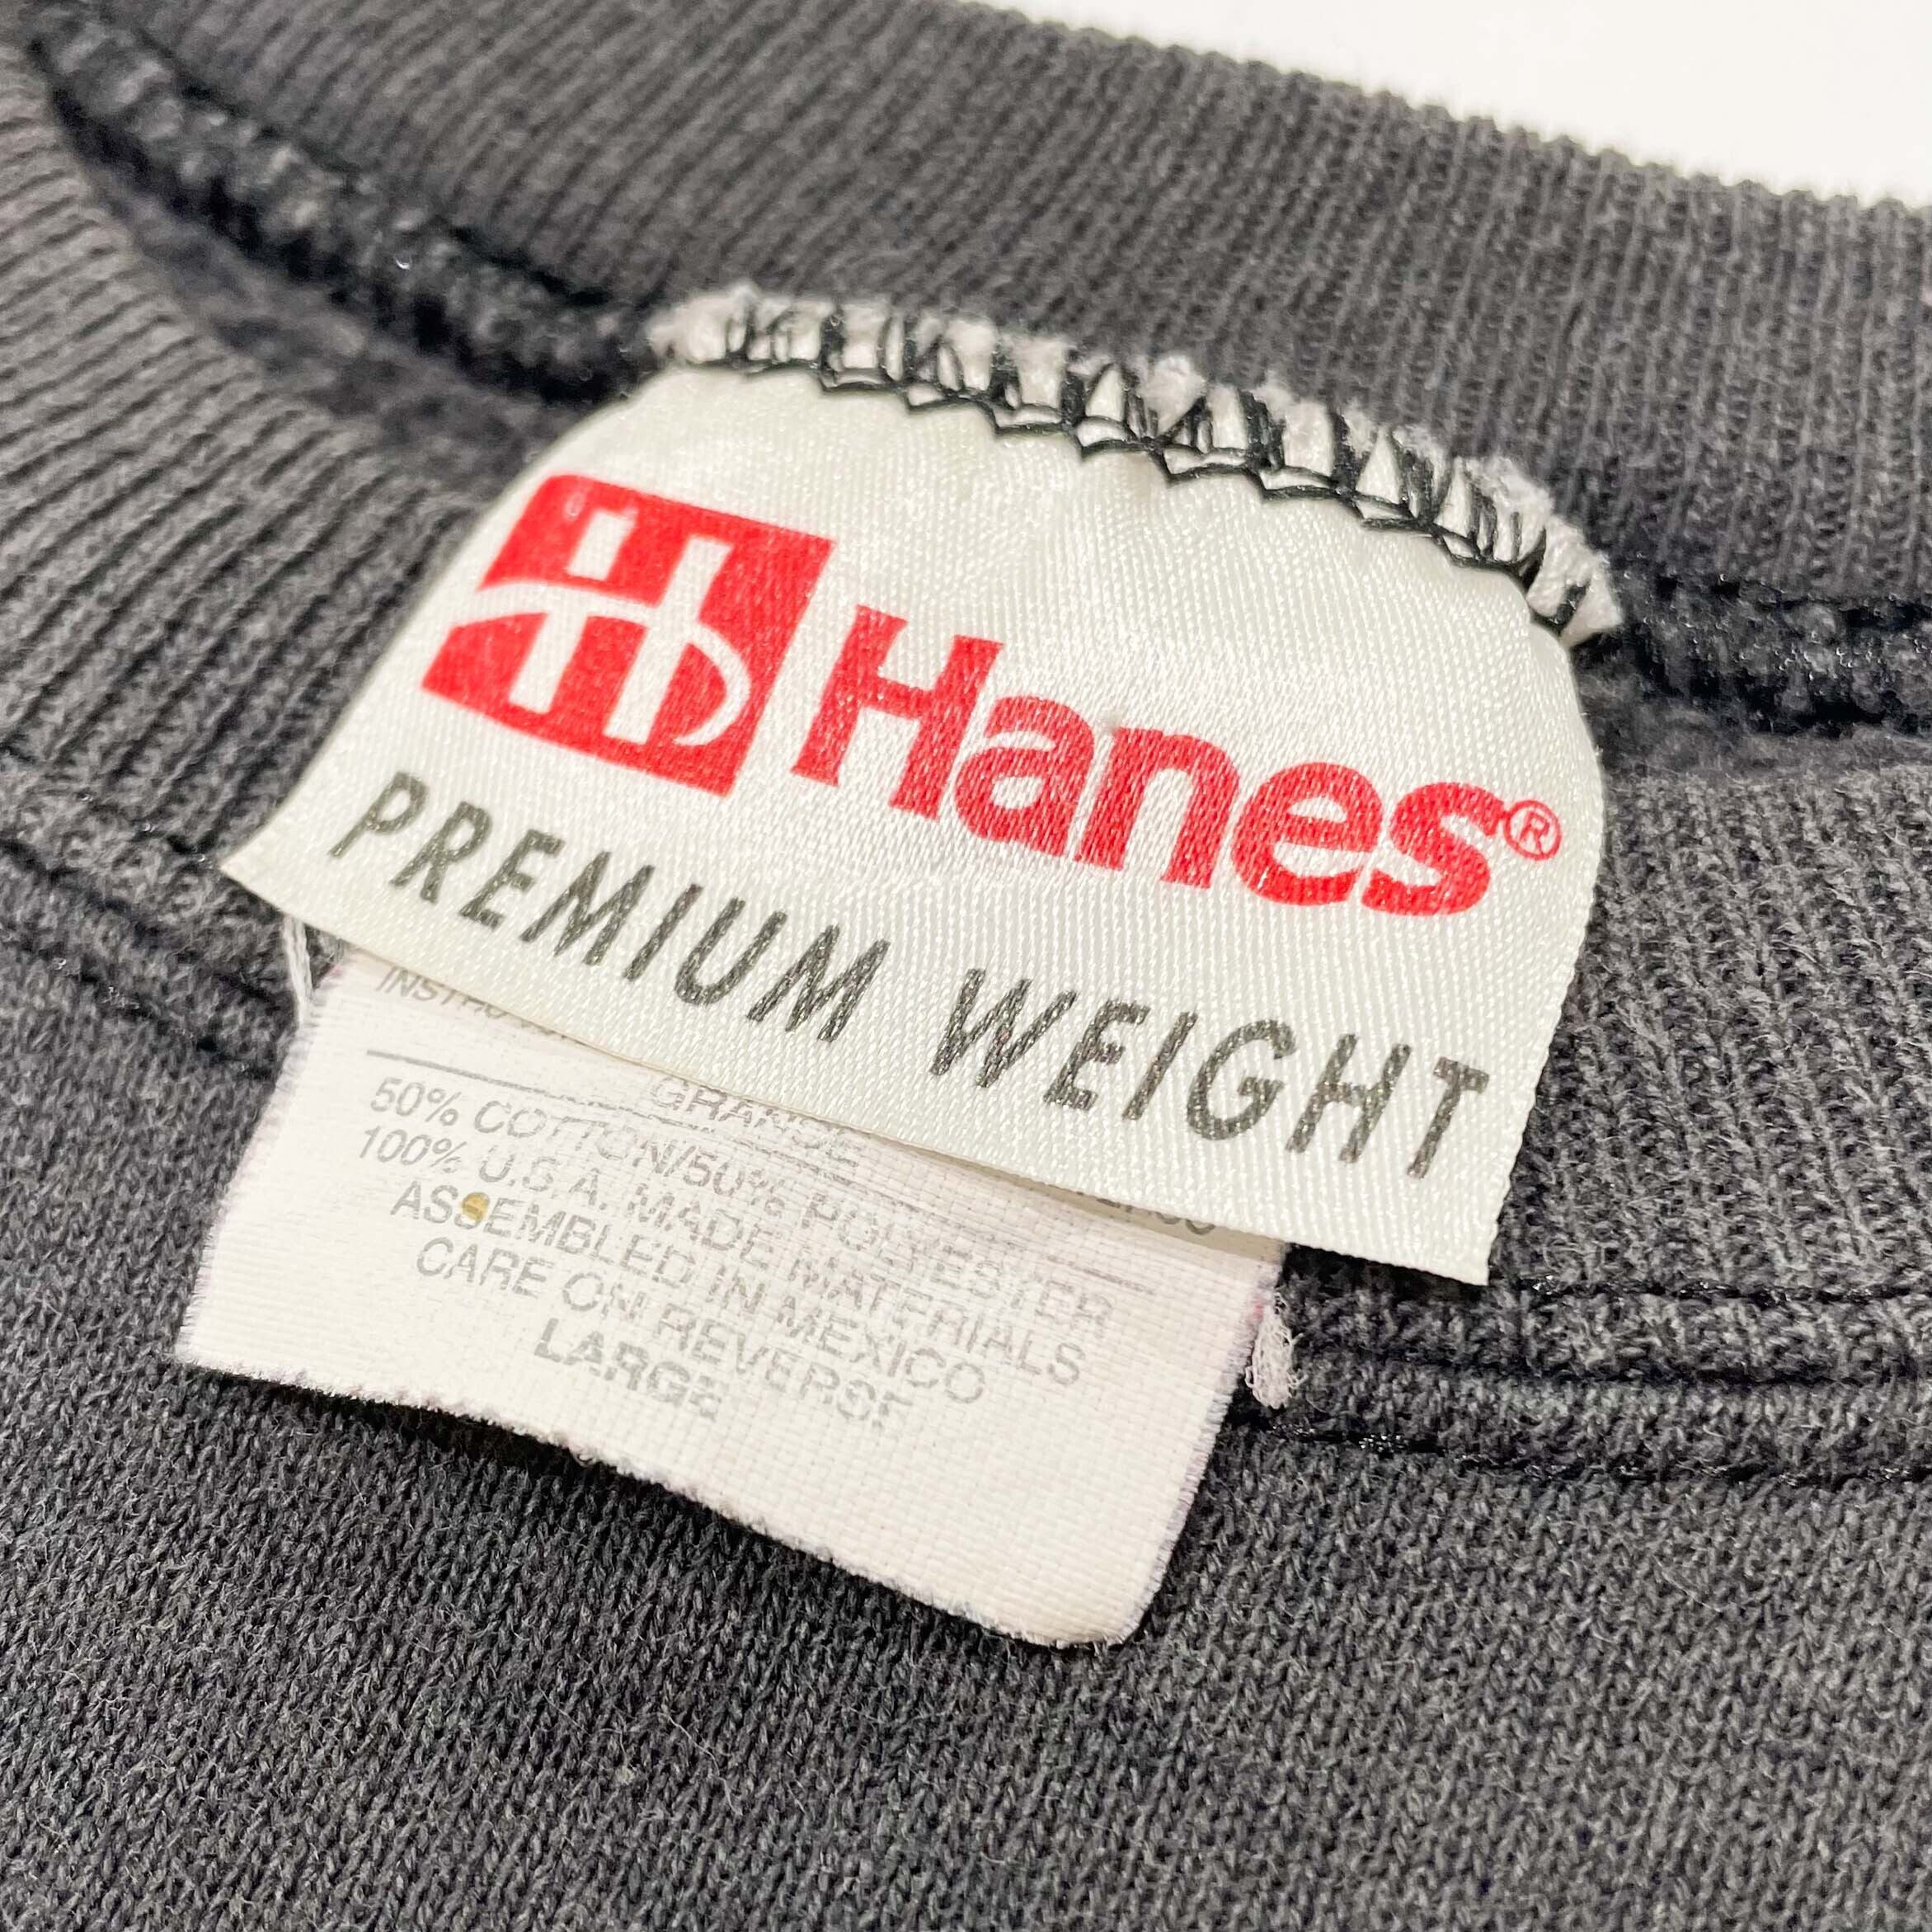 H Hanes®
PREMIUM WEIGHT
GRANDE
50% COTTON/50% POLYESTER
100% U.S.A. MADE MATERIALS
ASSEMBLED IN MEXICO
CARE ON REVERSE
LARGE